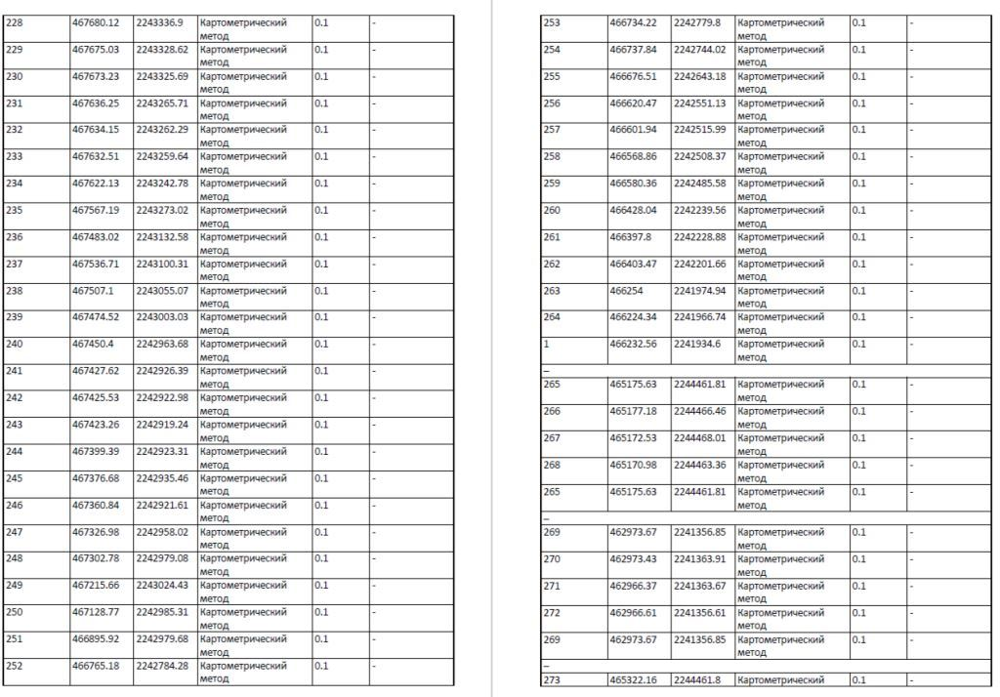 228 467680.12 2243336.9 Картометрический метод 0.1 -
229 467675.03 2243328.62 Картометрический метод 0.1 -
230 467673.23 2243325.69 Картометрический метод 0.1 -
231 467636.25 2243265.71 Картометрический метод 0.1 -
232 467634.15 2243262.29 Картометрический метод 0.1 -
233 467632.51 2243259.64 Картометрический метод 0.1 -
234 467622.13 2243242.78 Картометрический метод 0.1 -
235 467567.19 2243273.02 Картометрический метод 0.1 -
236 467483.02 2243132.58 Картометрический метод 0.1 -
237 467536.71 2243100.31 Картометрический метод 0.1 -
238 467507.1 2243055.07 Картометрический метод 0.1 -
239 467474.52 2243003.03 Картометрический метод 0.1 -
240 467450.4 2242963.68 Картометрический метод 0.1 -
241 467427.62 2242926.39 Картометрический метод 0.1 -
242 467425.53 2242922.98 Картометрический метод 0.1 -
243 467423.26 2242919.24 Картометрический метод 0.1 -
244 467399.39 2242923.31 Картометрический метод 0.1 -
245 467376.68 2242935.46 Картометрический метод 0.1 -
246 467360.84 2242921.61 Картометрический метод 0.1 -
247 467326.98 2242958.02 Картометрический метод 0.1 -
248 467302.78 2242979.08 Картометрический метод 0.1 -
249 467215.66 2243024.43 Картометрический метод 0.1 -
250 467128.77 2242985.31 Картометрический метод 0.1 -
251 466895.92 2242979.68 Картометрический метод 0.1 -
252 466765.18 2242784.28 Картометрический метод 0.1 -
253 466734.22 2242779.8 Картометрический метод 0.1 -
254 466737.84 2242744.02 Картометрический метод 0.1 -
255 466676.51 2242643.18 Картометрический метод 0.1 -
256 466620.47 2242551.13 Картометрический метод 0.1 -
257 466601.94 2242515.99 Картометрический метод 0.1 -
258 466568.86 2242508.37 Картометрический метод 0.1 -
259 466580.36 2242485.58 Картометрический метод 0.1 -
260 466428.04 2242239.56 Картометрический метод 0.1 -
261 466397.8 2242228.88 Картометрический метод 0.1 -
262 466403.47 2242201.66 Картометрический метод 0.1 -
263 466254 2241974.94 Картометрический метод 0.1 -
264 466224.34 2241966.74 Картометрический метод 0.1 -
1 466232.56 2241934.6 Картометрический метод 0.1 -
–
265 465175.63 2244461.81 Картометрический метод 0.1 -
266 465177.18 2244466.46 Картометрический метод 0.1 -
267 465172.53 2244468.01 Картометрический метод 0.1 -
268 465170.98 2244463.36 Картометрический метод 0.1 -
265 465175.63 2244461.81 Картометрический метод 0.1 -
–
269 462973.67 2241356.85 Картометрический метод 0.1 -
270 462973.43 2241363.91 Картометрический метод 0.1 -
271 462966.37 2241363.67 Картометрический метод 0.1 -
272 462966.61 2241356.61 Картометрический метод 0.1 -
269 462973.67 2241356.85 Картометрический метод 0.1 -
–
273 465322.16 2244461.8 Картометрический 0.1 -